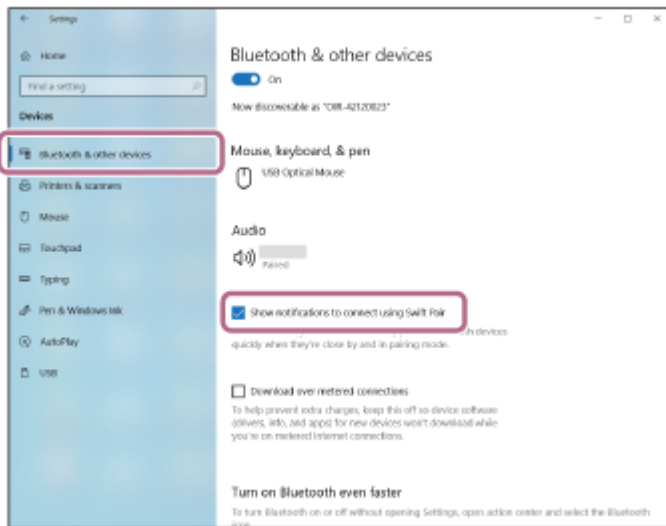 Settings
Home
Find a setting
Devices
Bluetooth & other devices
Printers & scanners
Mouse
Touchpad
Typing
Pen & Windows Ink
AutoPlay
USB
Bluetooth & other devices
On
Now discoverable as
Mouse, keyboard, & pen
USB Optical Mouse
Audio
Paired
Show notifications to connect using Swift Pair
devices
quickly when they're close by and in pairing mode.
Download over metered connections
To help prevent extra charges, keep this off so device software
(drivers, info, and apps) for new devices won't download while
you're on metered Internet connections.
Turn on Bluetooth even faster
To turn Bluetooth on or off without opening Settings, open action center and select the Bluetooth
icon.